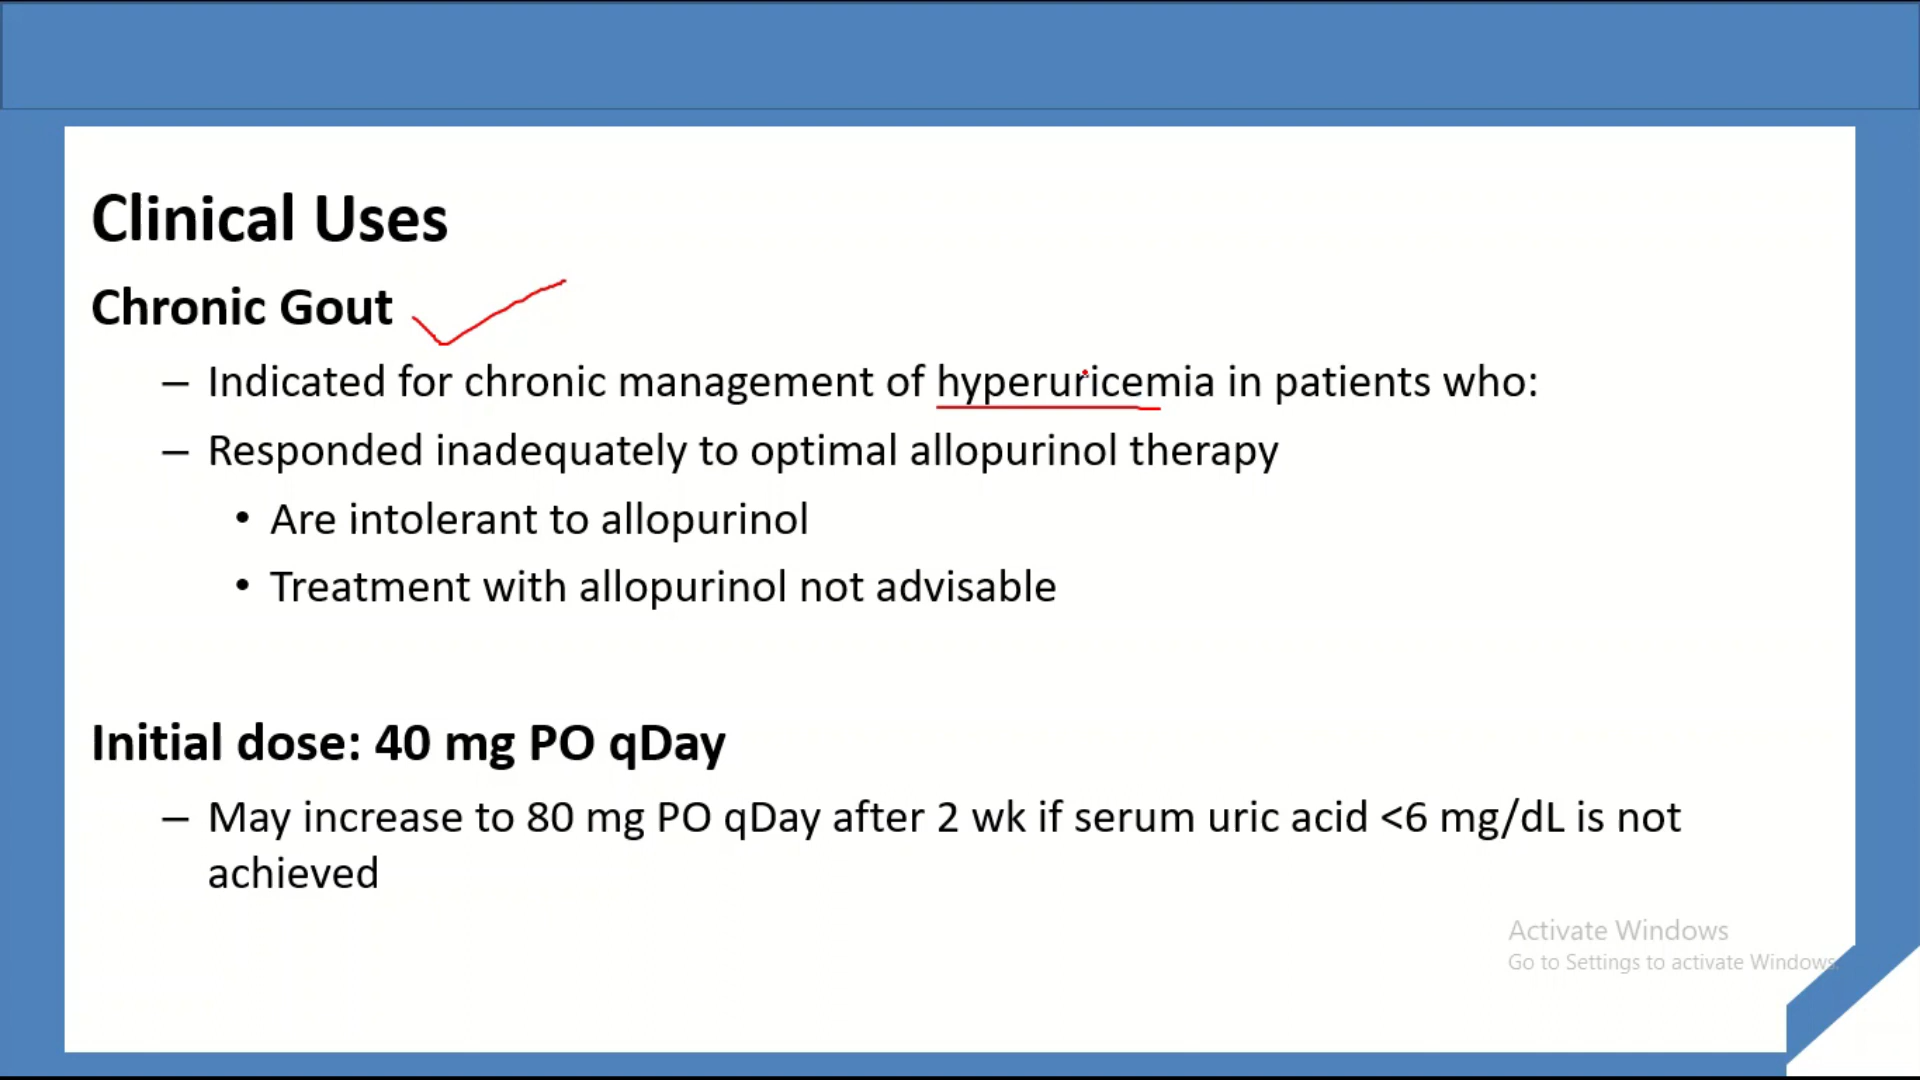 Clinical Uses
Chronic Gout
– Indicated for chronic management of hyperuricemia in patients who:
– Responded inadequately to optimal allopurinol therapy
• Are intolerant to allopurinol
• Treatment with allopurinol not advisable
Initial dose: 40 mg PO qDay
– May increase to 80 mg PO qDay after 2 wk if serum uric acid <6 mg/dL is not
achieved
Activate Windows
Go to Settings to activate Windows.